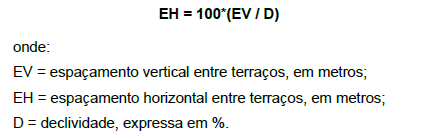 EH = 100*(EV / D)
onde:
EV = espaçamento vertical entre terraços, em metros;
EH = espaçamento horizontal entre terraços, em metros;
D = declividade, expressa em %.